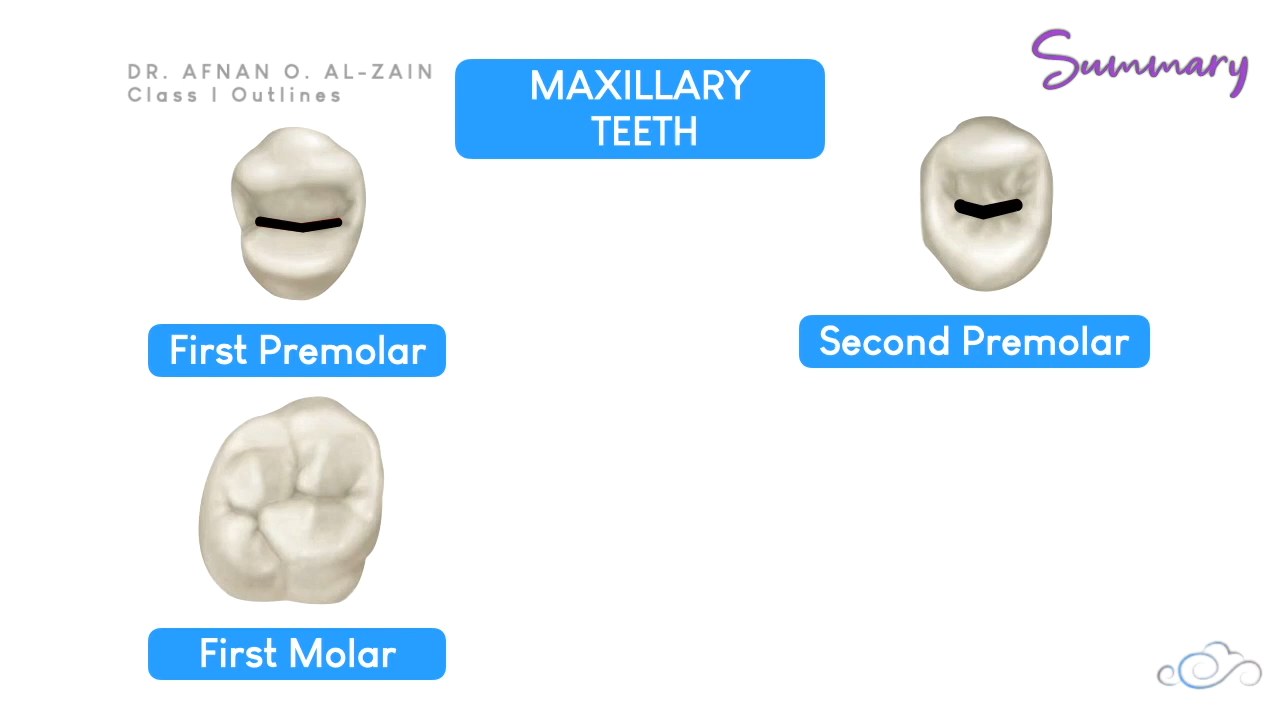 DR. AFNAN O. AL-ZAIN
Class I Outlines
MAXILLARY
TEETH
Summary
First Premolar
Second Premolar
First Molar